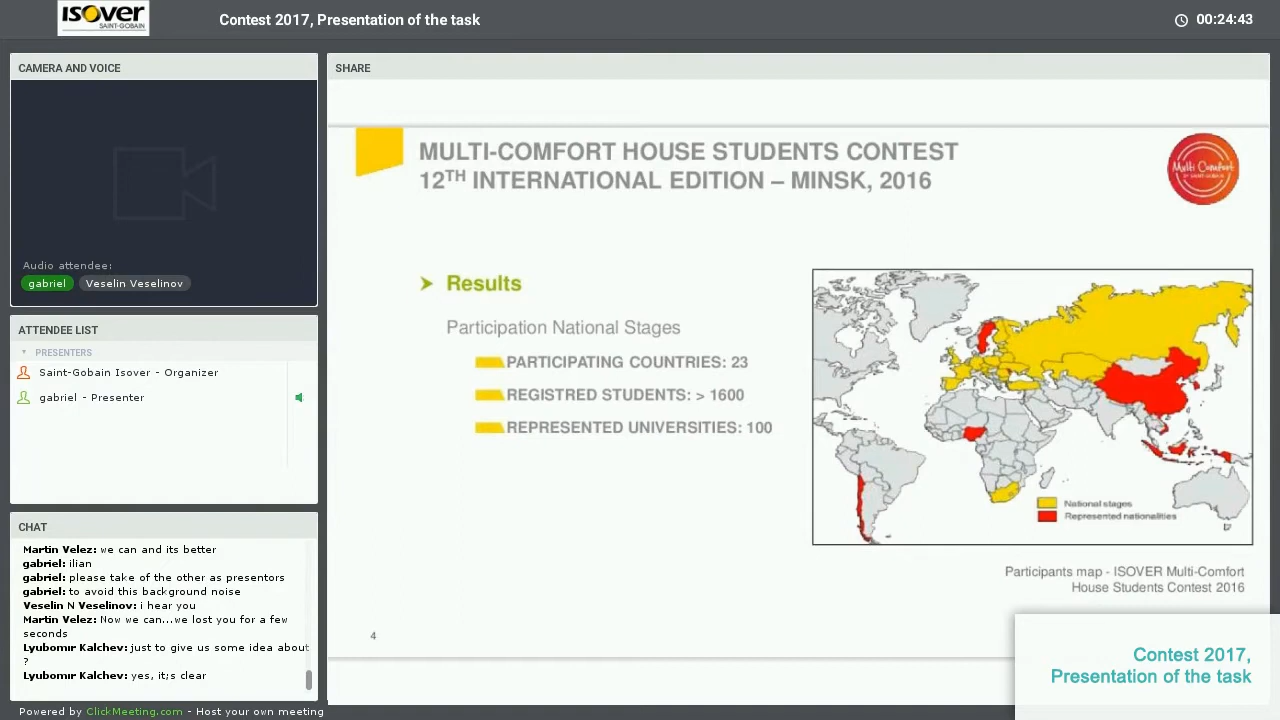 isover
SAINT-GOBAIN
Contest 2017, Presentation of the task
00:24:43
CAMERA AND VOICE
Audio attendee:
gabriel
Veselin Veselinov
ATTENDEE LIST
PRESENTERS
Saint-Gobain Isover - Organizer
gabriel - Presenter
CHAT
Martin Velez: we can and its better
gabriel: ilian
gabriel: please take of the other as presentors
gabriel: to avoid this background noise
Veselin N Veselinov: i hear you
Martin Velez: Now we can...we lost you for a few
seconds
Lyubomir Kalchev: just to give us some idea about
?
Lyubomir Kalchev: yes, it;s clear
Powered by ClickMeeting.com - Host your own meeting
SHARE
MULTI-COMFORT HOUSE STUDENTS CONTEST
12TH INTERNATIONAL EDITION – MINSK, 2016
Multi Comfort
BY SAINT-GOBAIN
Results
Participation National Stages
PARTICIPATING COUNTRIES: 23
REGISTRED STUDENTS: > 1600
REPRESENTED UNIVERSITIES: 100
National stages
Represented nationalities
Participants map - ISOVER Multi-Comfort
House Students Contest 2016
4
Contest 2017,
Presentation of the task